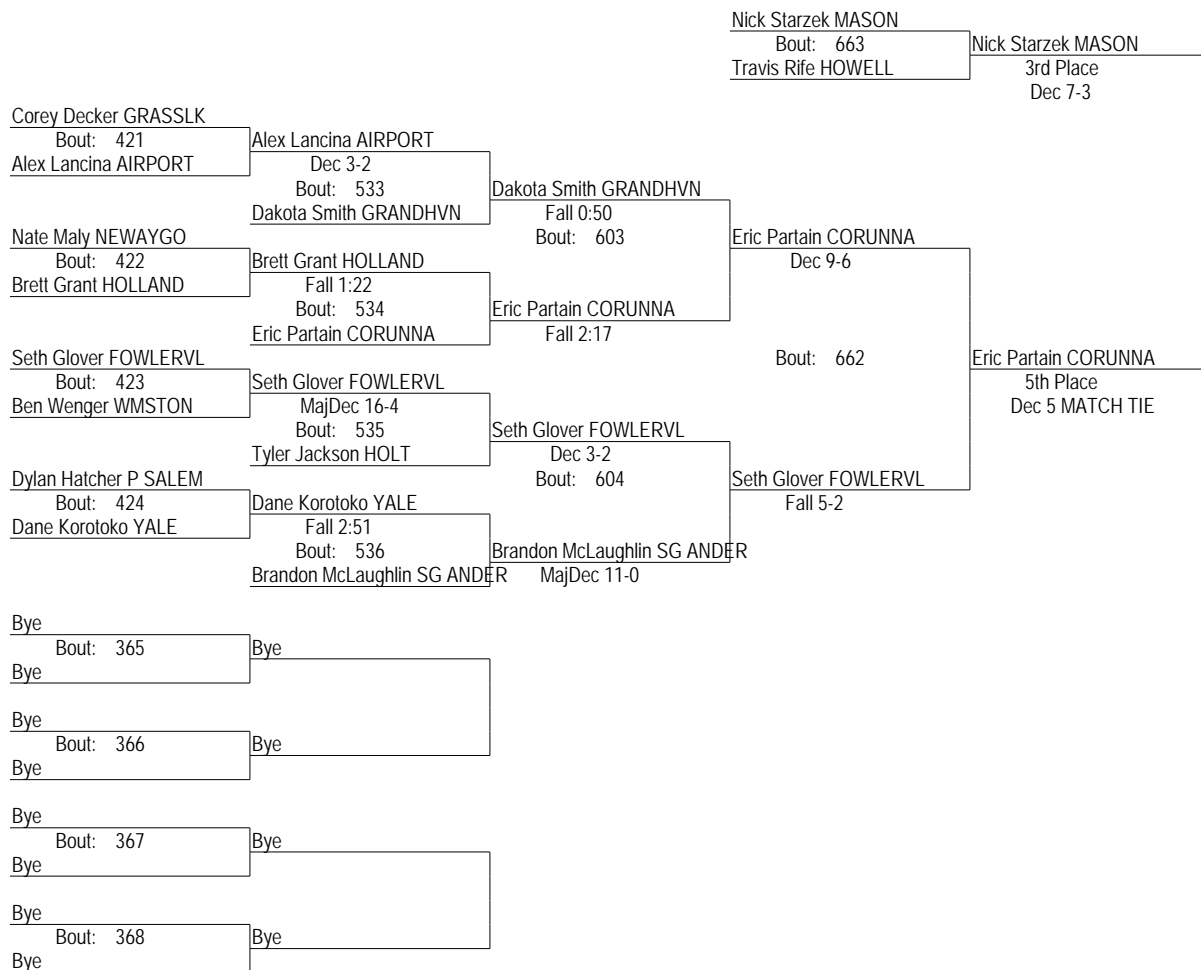 Nick Starzek MASON
Bout: 663
Nick Starzek MASON
Travis Rife HOWELL
3rd Place
Dec 7-3
Corey Decker GRASSLK
Bout: 421
Alex Lancina AIRPORT
Alex Lancina AIRPORT
Dec 3-2
Bout: 533
Dakota Smith GRANDHVN
Dakota Smith GRANDHVN
Fall 0:50
Bout: 603
Nate Maly NEWAYGO
Bout: 422
Brett Grant HOLLAND
Brett Grant HOLLAND
Fall 1:22
Bout: 534
Eric Partain CORUNNA
Eric Partain CORUNNA
Fall 2:17
Eric Partain CORUNNA
Dec 9-6
Bout: 662
Eric Partain CORUNNA
5th Place
Dec 5 MATCH TIE
Seth Glover FOWLERVL
Bout: 423
Ben Wenger WMSTON
Seth Glover FOWLERVL
MajDec 16-4
Bout: 535
Tyler Jackson HOLT
Seth Glover FOWLERVL
Dec 3-2
Bout: 604
Seth Glover FOWLERVL
Fall 5-2
Dylan Hatcher P SALEM
Bout: 424
Dane Korotoko YALE
Dane Korotoko YALE
Fall 2:51
Bout: 536
Brandon McLaughlin SG ANDER
Brandon McLaughlin SG ANDER
MajDec 11-0
Bye
Bout: 365
Bye
Bye
Bye
Bout: 366
Bye
Bye
Bye
Bout: 367
Bye
Bye
Bye
Bout: 368
Bye
Bye